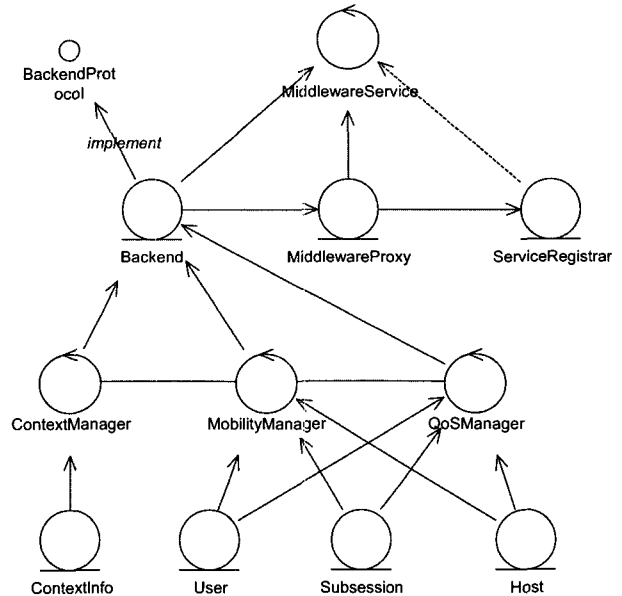 BackendProt
ocol
MiddlewareService
implement
Backend
MiddlewareProxy
ServiceRegistrar
ContextManager
MobilityManager
QoSManager
ContextInfo
User
Subsession
Host